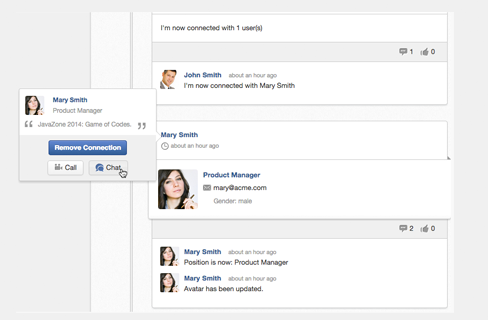 I'm now connected with 1 user(s)
1 0
John Smith about an hour ago
I'm now connected with Mary Smith
Mary Smith
Product Manager
JavaZone 2014: Game of Codes.
Remove Connection
Call Chat
Mary Smith
about an hour ago
Product Manager
mary@acme.com
Gender: male
2 0
Mary Smith about an hour ago
Position is now: Product Manager
Mary Smith about an hour ago
Avatar has been updated.